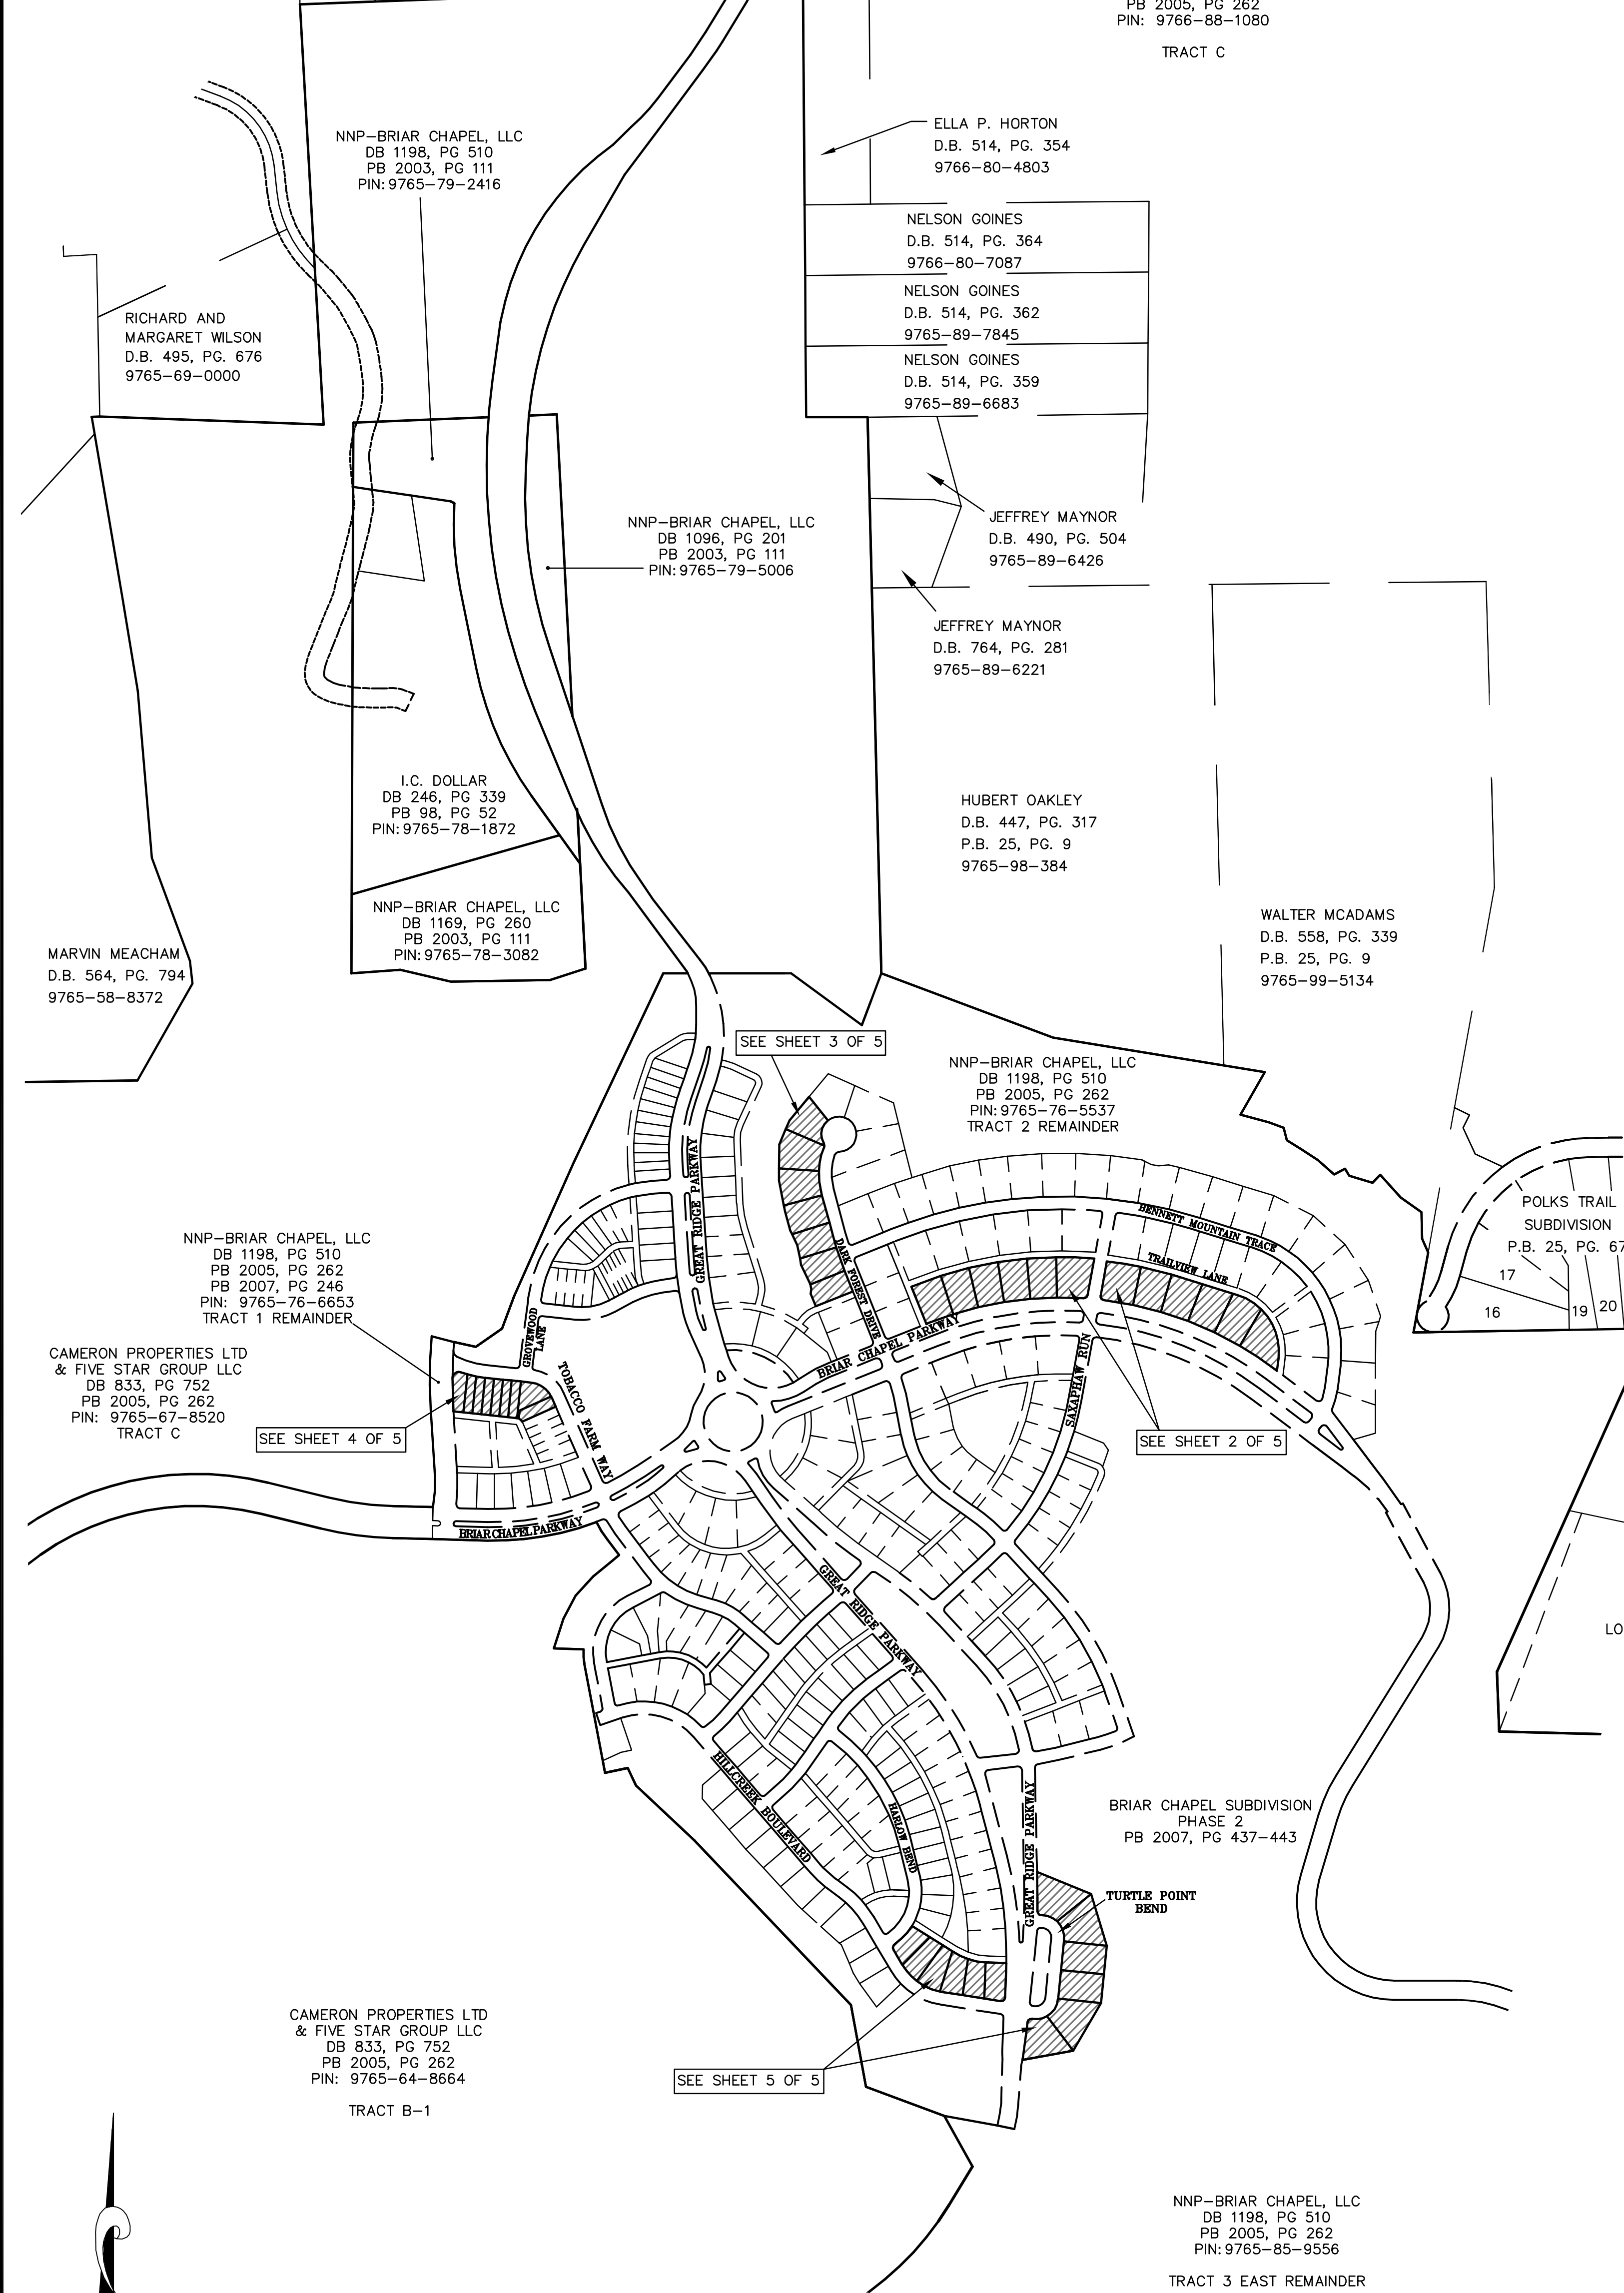 PB 2005, PG 262
PIN: 9766-88-1080
TRACT C
ELLA P. HORTON
D.B. 514, PG. 354
9766-80-4803
NNP-BRIAR CHAPEL, LLC
DB 1198, PG 510
PB 2003, PG 111
PIN: 9765-79-2416
NELSON GOINES
D.B. 514, PG. 364
9766-80-7087
NELSON GOINES
D.B. 514, PG. 362
9765-89-7845
NELSON GOINES
D.B. 514, PG. 359
9765-89-6683
RICHARD AND
MARGARET WILSON
D.B. 495, PG. 676
9765-69-0000
NNP-BRIAR CHAPEL, LLC
DB 1096, PG 201
PB 2003, PG 111
PIN: 9765-79-5006
JEFFREY MAYNOR
D.B. 490, PG. 504
9765-89-6426
JEFFREY MAYNOR
D.B. 764, PG. 281
9765-89-6221
I.C. DOLLAR
DB 246, PG 339
PB 98, PG 52
PIN: 9765-78-1872
HUBERT OAKLEY
D.B. 447, PG. 317
P.B. 25, PG. 9
9765-98-384
NNP-BRIAR CHAPEL, LLC
DB 1169, PG 260
PB 2003, PG 111
PIN: 9765-78-3082
WALTER MCADAMS
D.B. 558, PG. 339
P.B. 25, PG. 9
9765-99-5134
MARVIN MEACHAM
D.B. 564, PG. 794
9765-58-8372
SEE SHEET 3 OF 5
NNP-BRIAR CHAPEL, LLC
DB 1198, PG 510
PB 2005, PG 262
PIN: 9765-76-5537
TRACT 2 REMAINDER
GREAT RIDGE PARKWAY
DARK FOREST DRIVE
BENNETT MOUNTAIN TRACE
TRAILVIEW LANE
POLKS TRAIL
SUBDIVISION
P.B. 25, PG. 67
17
16
19
20
NNP-BRIAR CHAPEL, LLC
DB 1198, PG 510
PB 2005, PG 262
PB 2007, PG 246
PIN: 9765-76-6653
TRACT 1 REMAINDER
GROVEWOOD
LANE
TOBACCO FARM WAY
BRIAR CHAPEL PARKWAY
SAXAPHAW RUN
CAMERON PROPERTIES LTD
& FIVE STAR GROUP LLC
DB 833, PG 752
PB 2005, PG 262
PIN: 9765-67-8520
TRACT C
SEE SHEET 4 OF 5
SEE SHEET 2 OF 5
BRIAR CHAPEL PARKWAY
GREAT RIDGE PARKWAY
LO
HILLCREEK BOULEVARD
HARLOW BEND
GREAT RIDGE PARKWAY
BRIAR CHAPEL SUBDIVISION
PHASE 2
PB 2007, PG 437-443
TURTLE POINT
BEND
CAMERON PROPERTIES LTD
& FIVE STAR GROUP LLC
DB 833, PG 752
PB 2005, PG 262
PIN: 9765-64-8664
TRACT B-1
SEE SHEET 5 OF 5
NNP-BRIAR CHAPEL, LLC
DB 1198, PG 510
PB 2005, PG 262
PIN: 9765-85-9556
TRACT 3 EAST REMAINDER